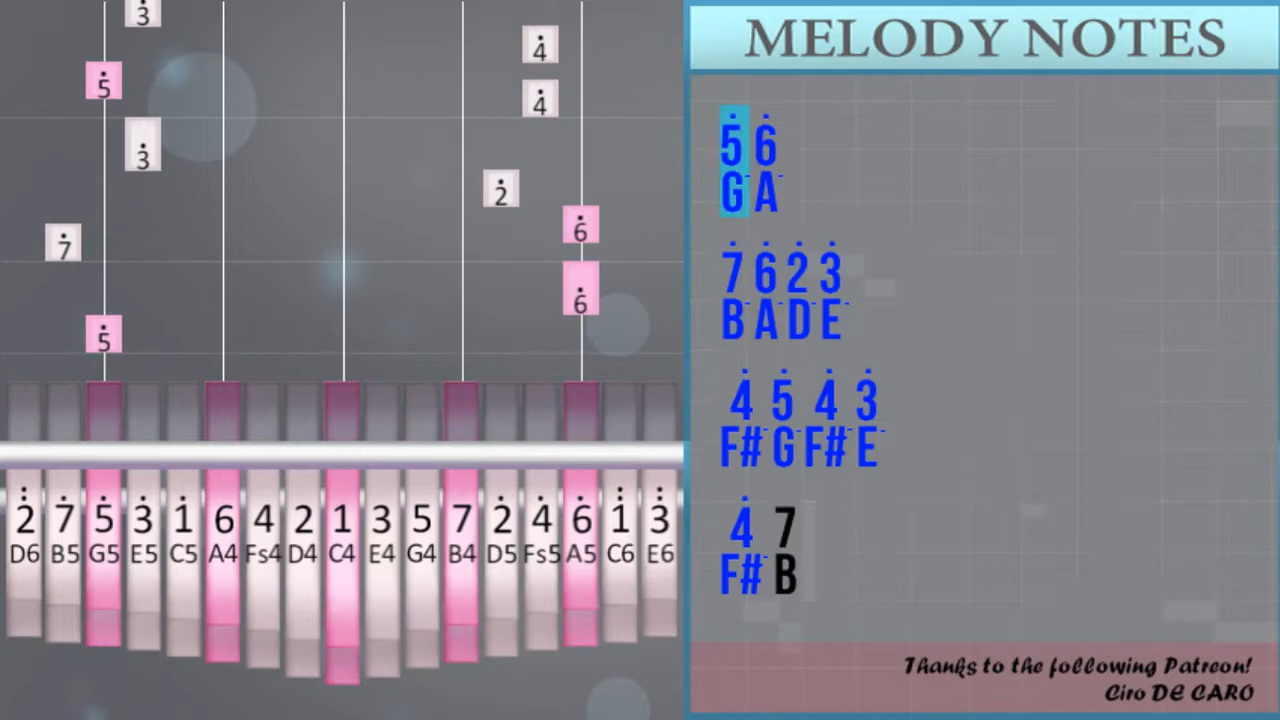 3̇
5̇
4̇
4̇
3̇
2̇
6̇
7̇
6̇
5̇
2̈ 7̇ 5̇ 3̇ 1̇ 6 4 2 1 3 5 7 2̇ 4̇ 6̇ 1̈ 3̈
D6 B5 G5 E5 C5 A4 Fs4 D4 C4 E4 G4 B4 D5 Fs5 A5 C6 E6
MELODY NOTES
5̇ 6̇
G˙ A˙
7̇ 6̇ 2̇ 3̇
B˙ A˙ D˙ E˙
4̇ 5̇ 4̇ 3̇
F#˙ G˙ F#˙ E˙
4̇ 7
F#˙ B
Thanks to the following Patreon!
Ciro DE CARO